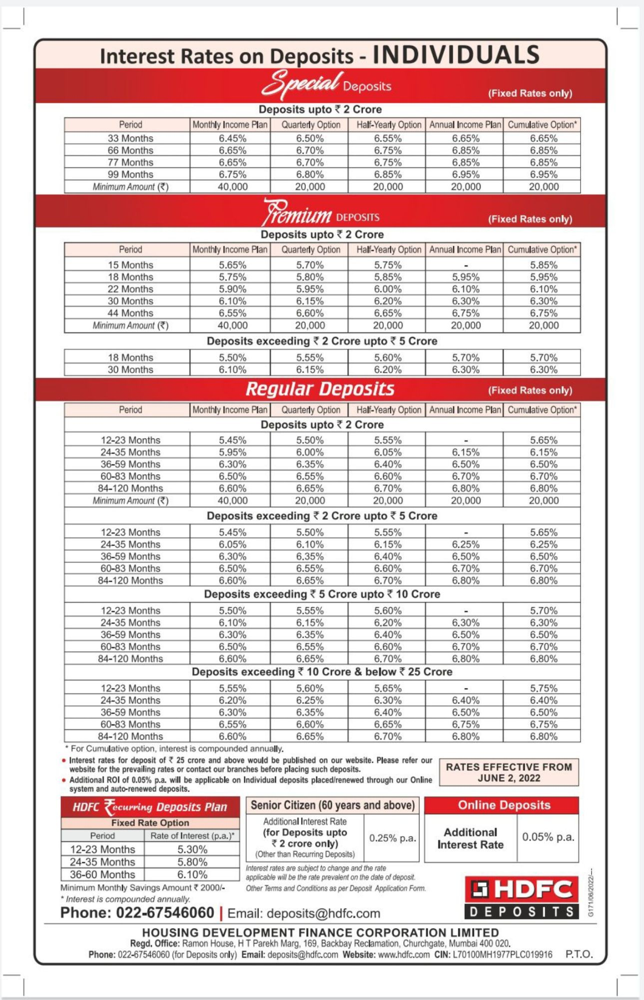 Interest Rates on Deposits - INDIVIDUALS
Special Deposits
(Fixed Rates only)
Deposits upto ₹ 2 Crore
Period Monthly Income Plan Quarterly Option Half-Yearly Option Annual Income Plan Cumulative Option*
33 Months 6.45% 6.50% 6.55% 6.65% 6.65%
66 Months 6.65% 6.70% 6.75% 6.85% 6.85%
77 Months 6.65% 6.70% 6.75% 6.85% 6.85%
99 Months 6.75% 6.80% 6.85% 6.95% 6.95%
Minimum Amount (₹) 40,000 20,000 20,000 20,000 20,000
Premium DEPOSITS
(Fixed Rates only)
Deposits upto ₹ 2 Crore
Period Monthly Income Plan Quarterly Option Half-Yearly Option Annual Income Plan Cumulative Option*
15 Months 5.65% 5.70% 5.75% - 5.85%
18 Months 5.75% 5.80% 5.85% 5.95% 5.95%
22 Months 5.90% 5.95% 6.00% 6.10% 6.10%
30 Months 6.10% 6.15% 6.20% 6.30% 6.30%
44 Months 6.55% 6.60% 6.65% 6.75% 6.75%
Minimum Amount (₹) 40,000 20,000 20,000 20,000 20,000
Deposits exceeding ₹ 2 Crore upto ₹ 5 Crore
18 Months 5.50% 5.55% 5.60% 5.70% 5.70%
30 Months 6.10% 6.15% 6.20% 6.30% 6.30%
Regular Deposits
(Fixed Rates only)
Period Monthly Income Plan Quarterly Option Half-Yearly Option Annual Income Plan Cumulative Option*
Deposits upto ₹ 2 Crore
12-23 Months 5.45% 5.50% 5.55% - 5.65%
24-35 Months 5.95% 6.00% 6.05% 6.15% 6.15%
36-59 Months 6.30% 6.35% 6.40% 6.50% 6.50%
60-83 Months 6.50% 6.55% 6.60% 6.70% 6.70%
84-120 Months 6.60% 6.65% 6.70% 6.80% 6.80%
Minimum Amount (₹) 40,000 20,000 20,000 20,000 20,000
Deposits exceeding ₹ 2 Crore upto ₹ 5 Crore
12-23 Months 5.45% 5.50% 5.55% - 5.65%
24-35 Months 6.05% 6.10% 6.15% 6.25% 6.25%
36-59 Months 6.30% 6.35% 6.40% 6.50% 6.50%
60-83 Months 6.50% 6.55% 6.60% 6.70% 6.70%
84-120 Months 6.60% 6.65% 6.70% 6.80% 6.80%
Deposits exceeding ₹ 5 Crore upto ₹ 10 Crore
12-23 Months 5.50% 5.55% 5.60% - 5.70%
24-35 Months 6.10% 6.15% 6.20% 6.30% 6.30%
36-59 Months 6.30% 6.35% 6.40% 6.50% 6.50%
60-83 Months 6.50% 6.55% 6.60% 6.70% 6.70%
84-120 Months 6.60% 6.65% 6.70% 6.80% 6.80%
Deposits exceeding ₹ 10 Crore & below ₹ 25 Crore
12-23 Months 5.55% 5.60% 5.65% - 5.75%
24-35 Months 6.20% 6.25% 6.30% 6.40% 6.40%
36-59 Months 6.30% 6.35% 6.40% 6.50% 6.50%
60-83 Months 6.55% 6.60% 6.65% 6.75% 6.75%
84-120 Months 6.60% 6.65% 6.70% 6.80% 6.80%
* For Cumulative option, interest is compounded annually.
• Interest rates for deposit of ₹ 25 crore and above would be published on our website. Please refer our
website for the prevailing rates or contact our branches before placing such deposits.
• Additional ROI of 0.05% p.a. will be applicable on Individual deposits placed/renewed through our Online
system and auto-renewed deposits.
RATES EFFECTIVE FROM
JUNE 2, 2022
HDFC ₹ecurring Deposits Plan
Fixed Rate Option
Period Rate of Interest (p.a.)*
12-23 Months 5.30%
24-35 Months 5.80%
36-60 Months 6.10%
Minimum Monthly Savings Amount ₹ 2000/-
* Interest is compounded annually.
Senior Citizen (60 years and above)
Additional Interest Rate
(for Deposits upto
₹ 2 crore only)
(Other than Recurring Deposits)
0.25% p.a.
Interest rates are subject to change and the rate
applicable will be the rate prevalent on the date of deposit.
Other Terms and Conditions as per Deposit Application Form.
Online Deposits
Additional
Interest Rate
0.05% p.a.
HDFC
DEPOSITS
G171/06/2022/---
Phone: 022-67546060 | Email: deposits@hdfc.com
HOUSING DEVELOPMENT FINANCE CORPORATION LIMITED
Regd. Office: Ramon House, H T Parekh Marg, 169, Backbay Reclamation, Churchgate, Mumbai 400 020.
Phone: 022-67546060 (for Deposits only) Email: deposits@hdfc.com Website: www.hdfc.com CIN: L70100MH1977PLC019916 P.T.O.